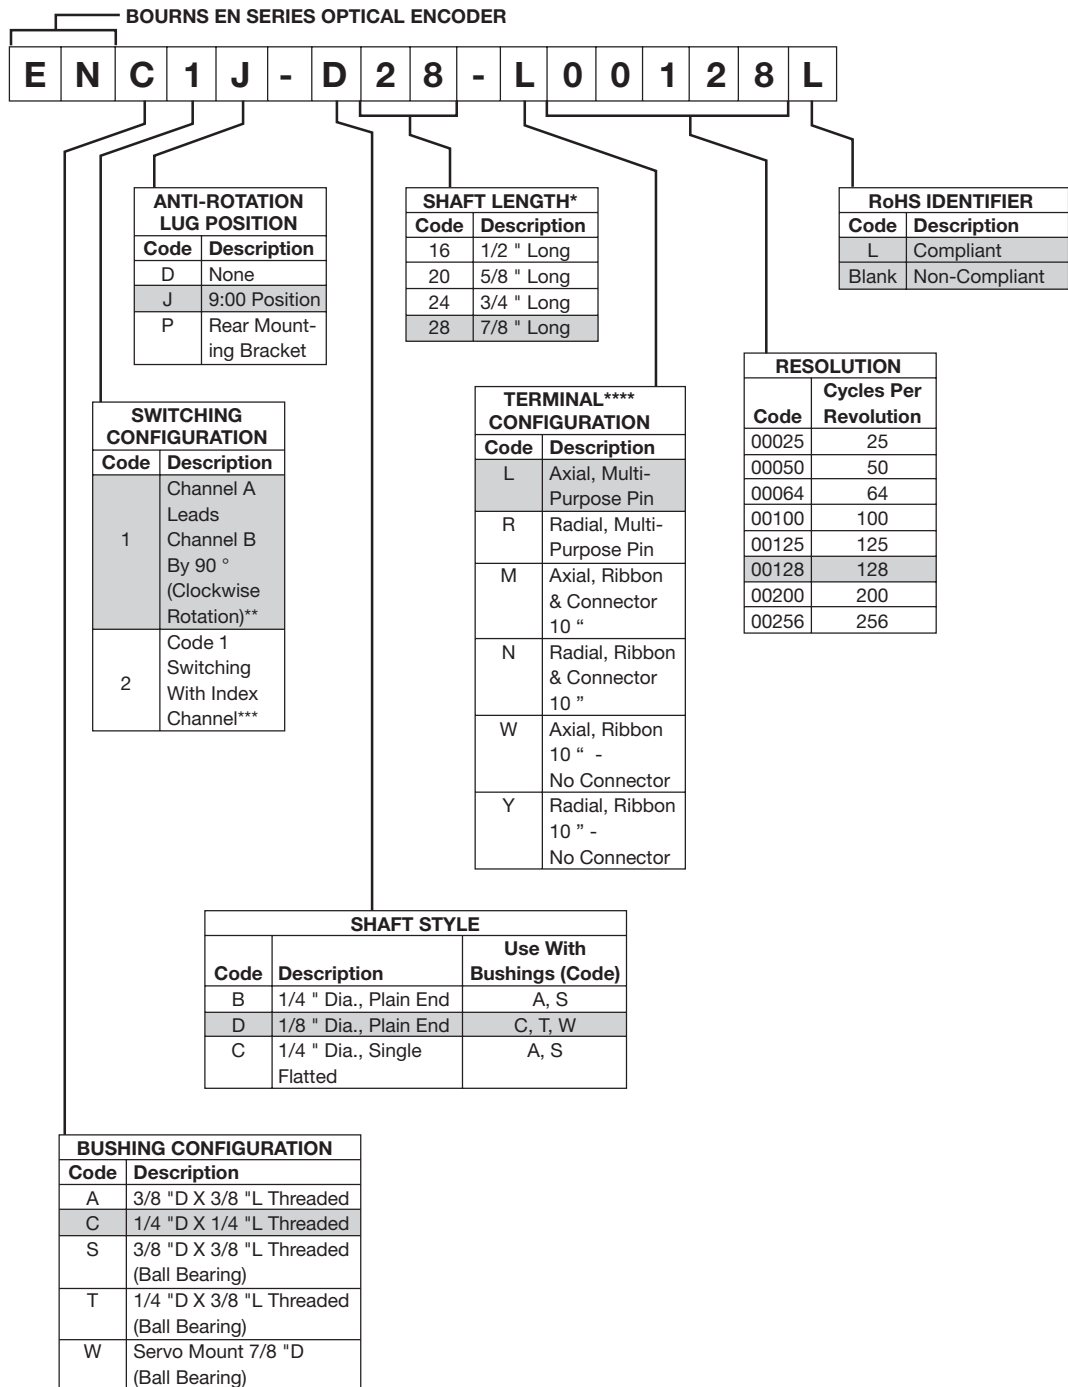 BOURNS EN SERIES OPTICAL ENCODER
E N C 1 J - D 2 8 - L 0 0 1 2 8 L
ANTI-ROTATION
LUG POSITION
Code Description
D None
J 9:00 Position
P Rear Mount-
ing Bracket
SHAFT LENGTH*
Code Description
16 1/2 " Long
20 5/8 " Long
24 3/4 " Long
28 7/8 " Long
RoHS IDENTIFIER
Code Description
L Compliant
Blank Non-Compliant
SWITCHING
CONFIGURATION
Code Description
Channel A
Leads
1 Channel B
By 90 °
(Clockwise
Rotation)**
Code 1
Switching
2 With Index
Channel***
TERMINAL****
CONFIGURATION
Code Description
L Axial, Multi-
Purpose Pin
R Radial, Multi-
Purpose Pin
M Axial, Ribbon
& Connector
10 “
N Radial, Ribbon
& Connector
10 ”
W Axial, Ribbon
10 “ -
No Connector
Y Radial, Ribbon
10 ” -
No Connector
RESOLUTION
Cycles Per
Code Revolution
00025 25
00050 50
00064 64
00100 100
00125 125
00128 128
00200 200
00256 256
SHAFT STYLE
Use With
Code Description Bushings (Code)
B 1/4 " Dia., Plain End A, S
D 1/8 " Dia., Plain End C, T, W
C 1/4 " Dia., Single A, S
Flatted
BUSHING CONFIGURATION
Code Description
A 3/8 "D X 3/8 "L Threaded
C 1/4 "D X 1/4 "L Threaded
S 3/8 "D X 3/8 "L Threaded
(Ball Bearing)
T 1/4 "D X 3/8 "L Threaded
(Ball Bearing)
W Servo Mount 7/8 "D
(Ball Bearing)